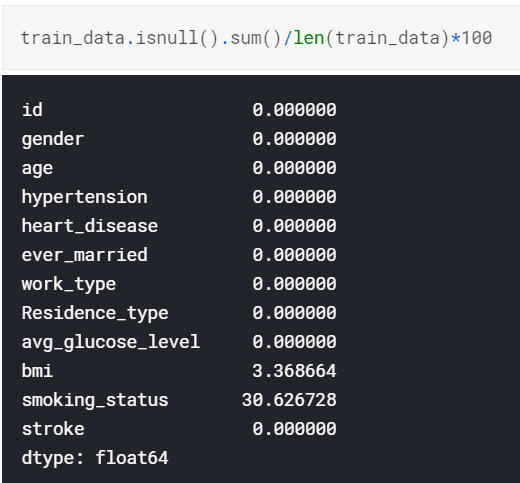 train_data.isnull().sum()/len(train_data)*100
id 0.000000
gender 0.000000
age 0.000000
hypertension 0.000000
heart_disease 0.000000
ever_married 0.000000
work_type 0.000000
Residence_type 0.000000
avg_glucose_level 0.000000
bmi 3.368664
smoking_status 30.626728
stroke 0.000000
dtype: float64